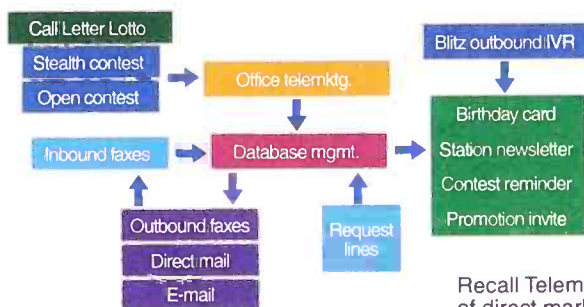 Call Letter Lotto
Stealth contest
Open contest
Office telemktg.
Blitz outbound IVR
Inbound faxes
Database mgmt.
Birthday card
Station newsletter
Contest reminder
Promotion invite
Outbound faxes
Direct mail
E-mail
Request
lines
Recall Telem
of direct mar